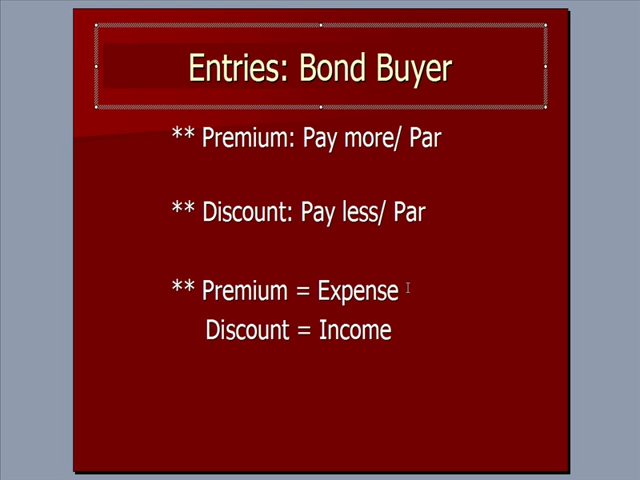 Entries: Bond Buyer
** Premium: Pay more/ Par
** Discount: Pay less/ Par
** Premium = Expense
Discount = Income